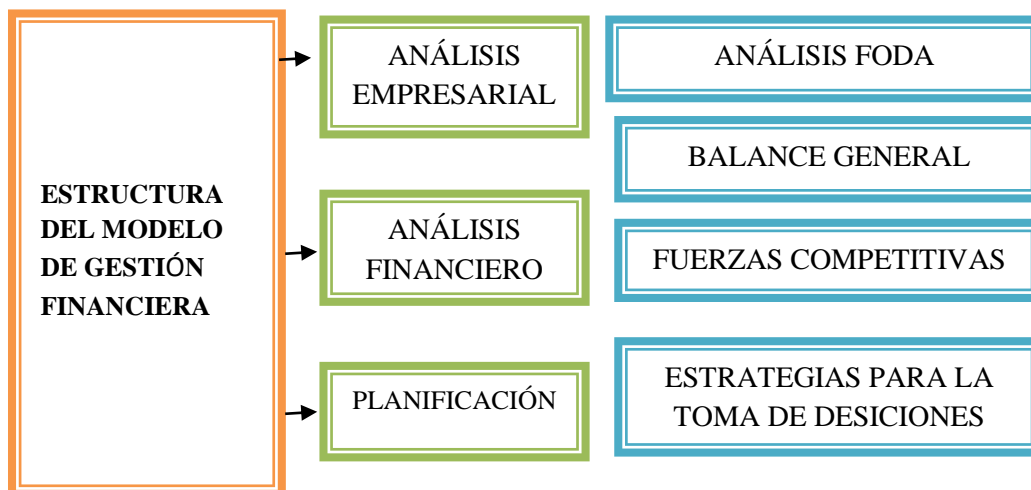 ESTRUCTURA
DEL MODELO
DE GESTIÓN
FINANCIERA
ANÁLISIS
EMPRESARIAL
ANÁLISIS
FINANCIERO
PLANIFICACIÓN
ANÁLISIS FODA
BALANCE GENERAL
FUERZAS COMPETITIVAS
ESTRATEGIAS PARA LA
TOMA DE DESICIONES